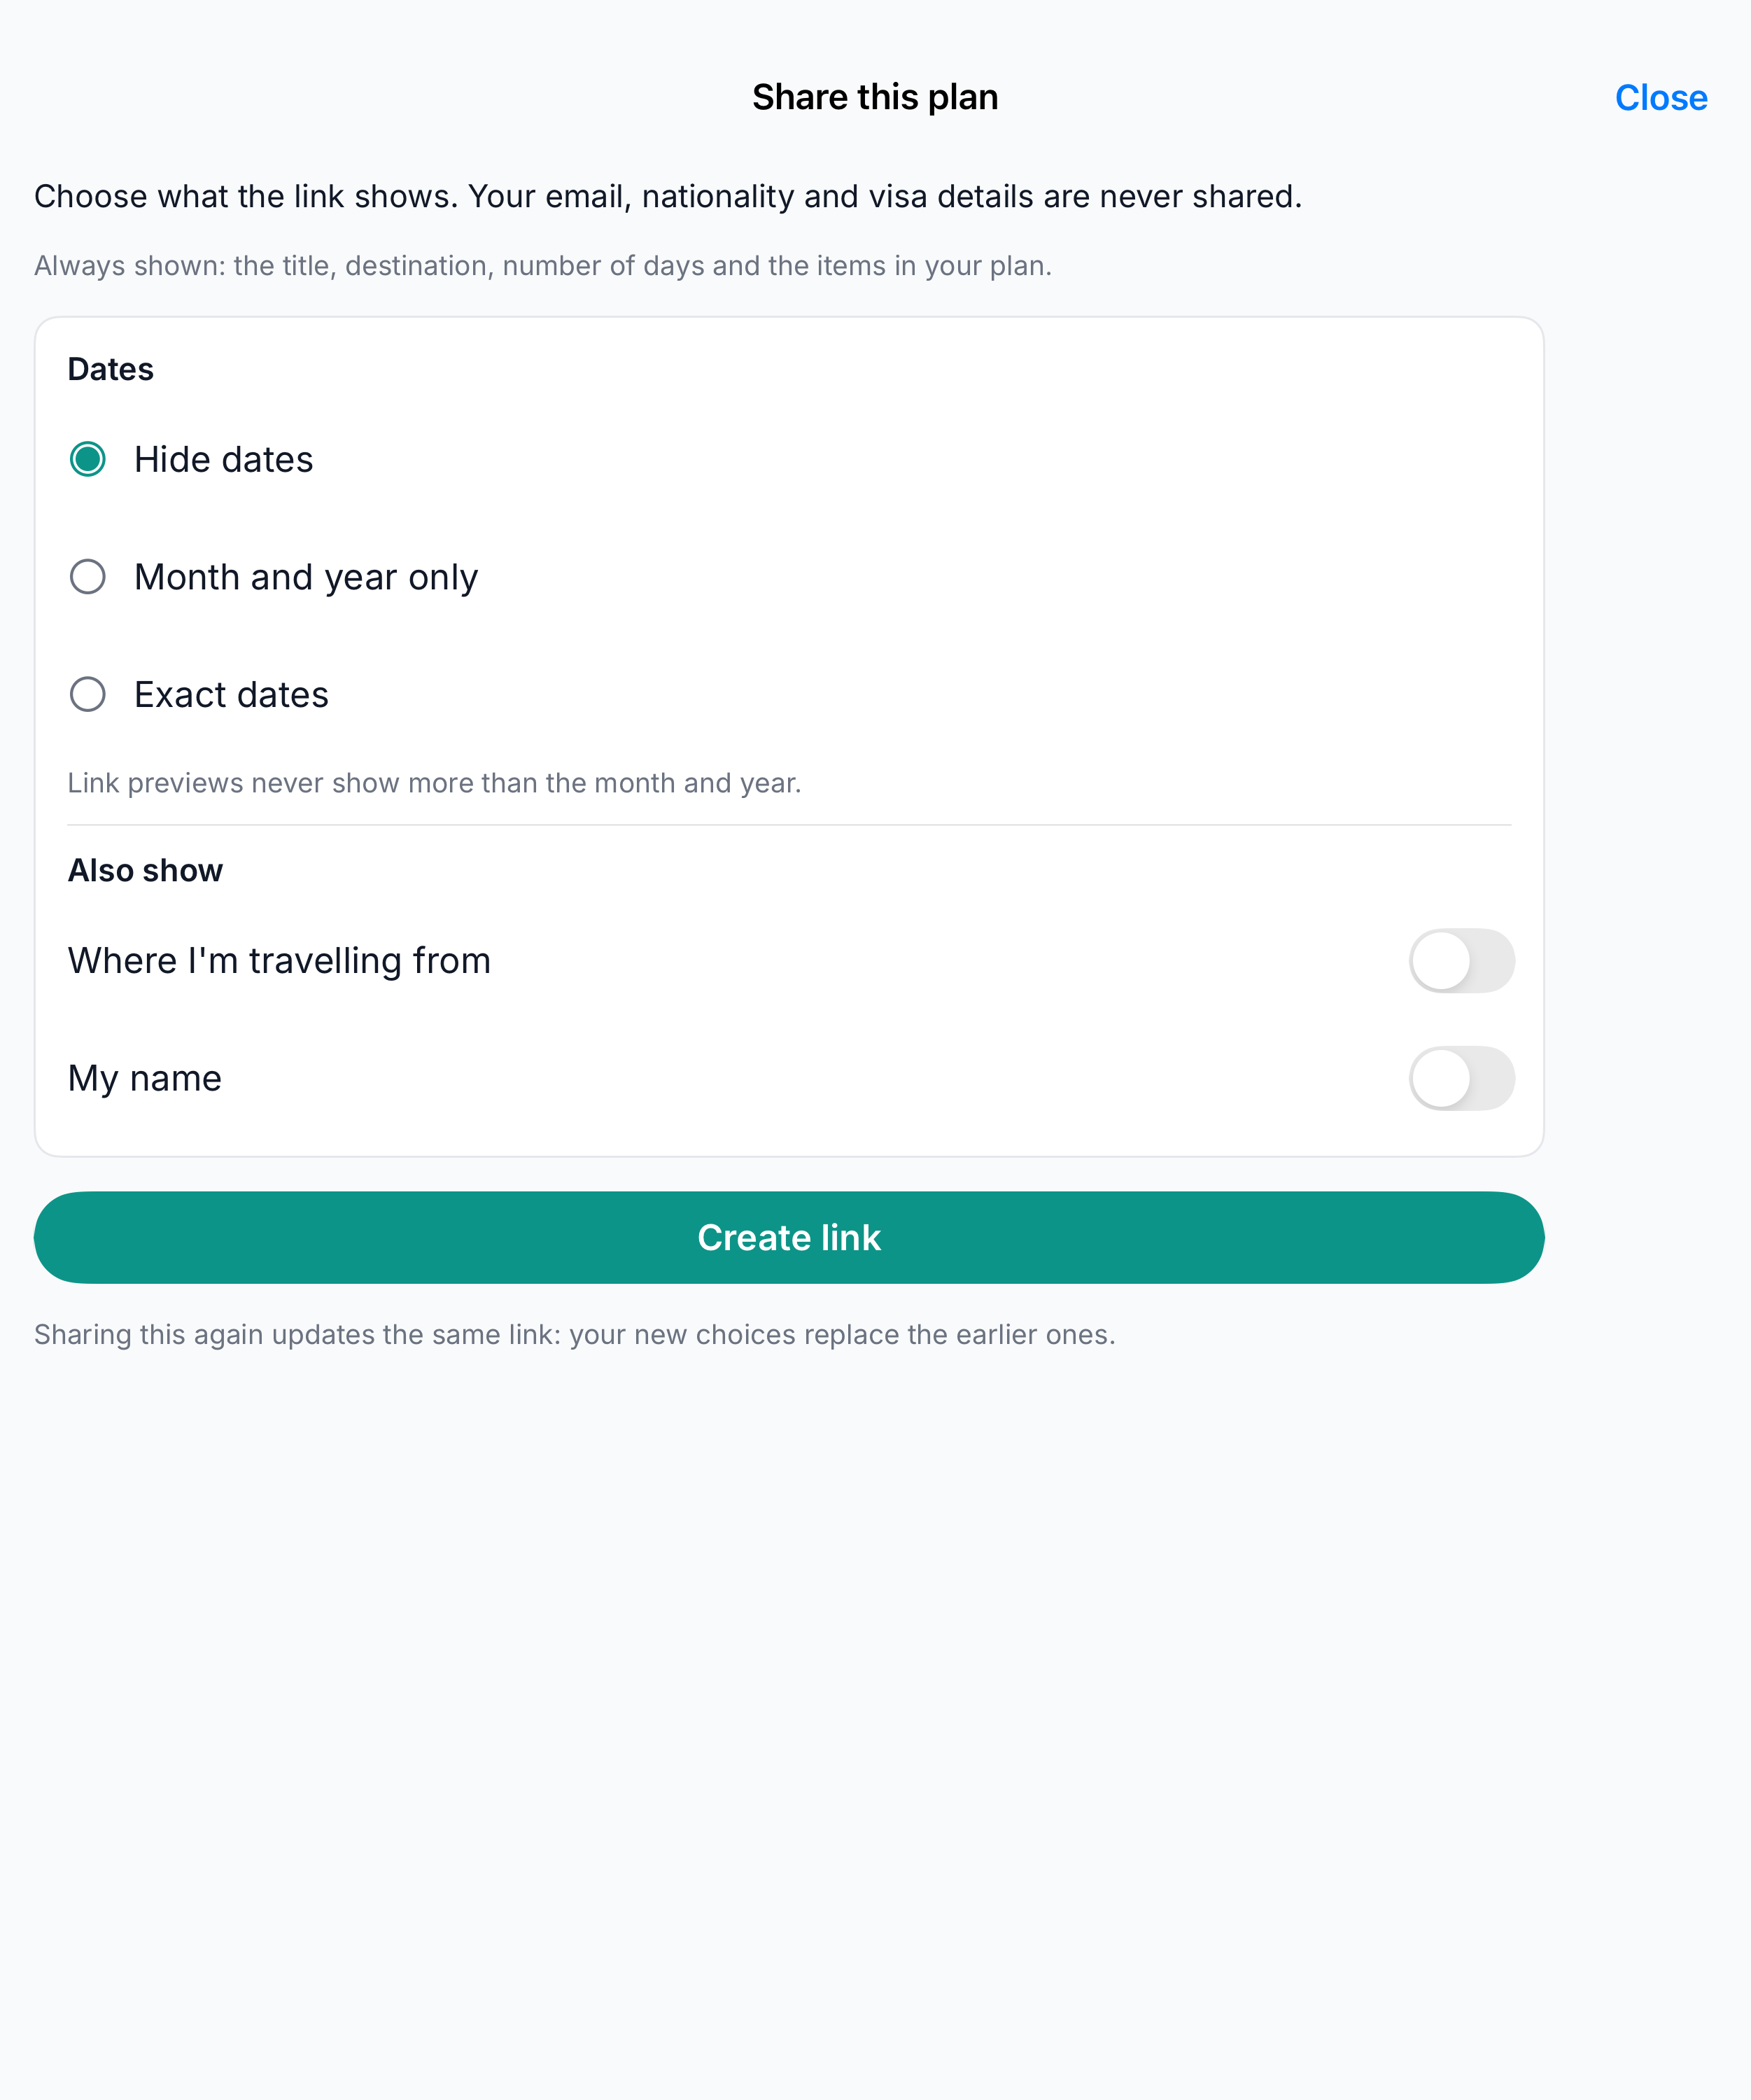 Share this plan
Close
Choose what the link shows. Your email, nationality and visa details are never shared.
Always shown: the title, destination, number of days and the items in your plan.
Dates
Hide dates
Month and year only
Exact dates
Link previews never show more than the month and year.
Also show
Where I'm travelling from
My name
Create link
Sharing this again updates the same link: your new choices replace the earlier ones.